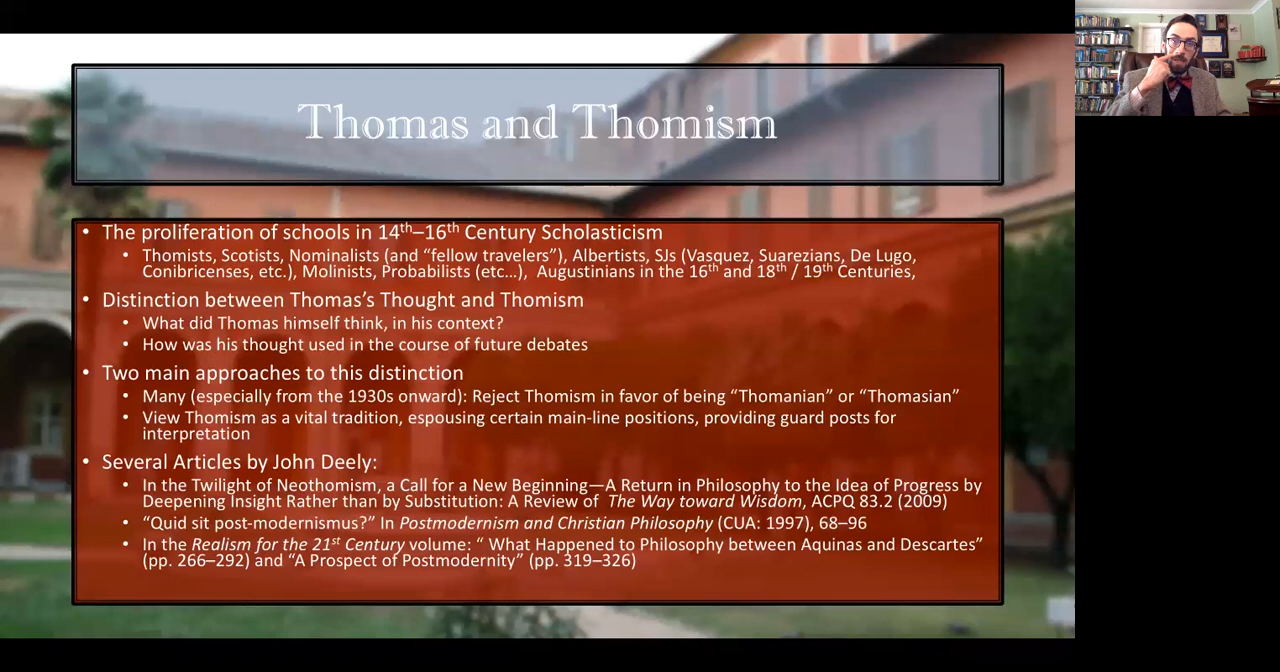 Thomas and Thomism
• The proliferation of schools in 14th–16th Century Scholasticism
• Thomists, Scotists, Nominalists (and “fellow travelers”), Albertists, SJs (Vasquez, Suarezians, De Lugo,
Conibricenses, etc.), Molinists, Probabilists (etc…), Augustinians in the 16th and 18th / 19th Centuries,
• Distinction between Thomas’s Thought and Thomism
• What did Thomas himself think, in his context?
• How was his thought used in the course of future debates
• Two main approaches to this distinction
• Many (especially from the 1930s onward): Reject Thomism in favor of being “Thomanian” or “Thomasian”
• View Thomism as a vital tradition, espousing certain main-line positions, providing guard posts for
interpretation
• Several Articles by John Deely:
• In the Twilight of Neothomism, a Call for a New Beginning—A Return in Philosophy to the Idea of Progress by
Deepening Insight Rather than by Substitution: A Review of The Way toward Wisdom, ACPQ 83.2 (2009)
• “Quid sit post-modernismus?” In Postmodernism and Christian Philosophy (CUA: 1997), 68–96
• In the Realism for the 21st Century volume: “ What Happened to Philosophy between Aquinas and Descartes”
(pp. 266–292) and “A Prospect of Postmodernity” (pp. 319–326)